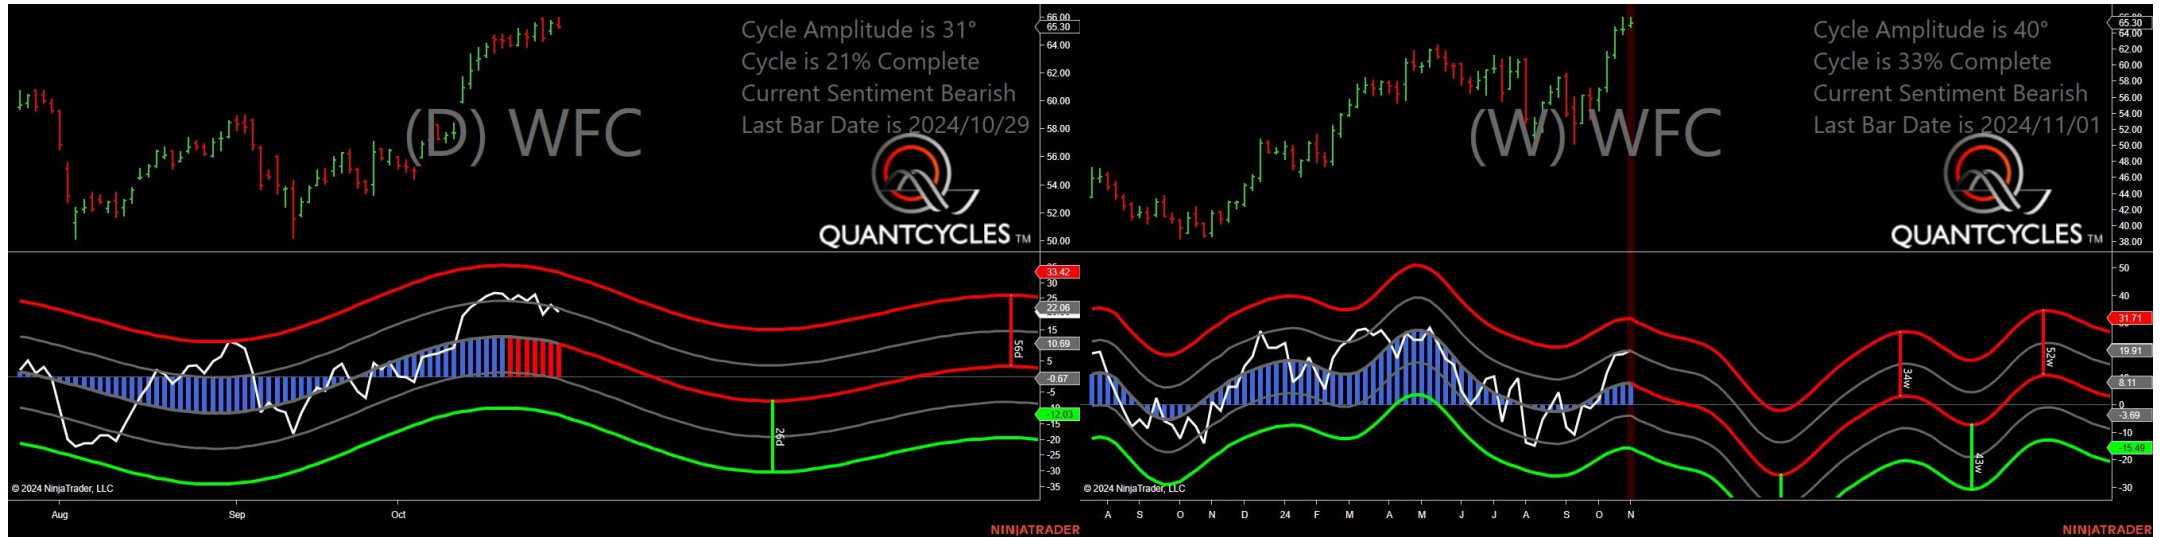 Cycle Amplitude is 31°
Cycle is 21% Complete
Current Sentiment Bearish
Last Bar Date is 2024/10/29
(D) WFC
QUANTCYCLES TM
66.00
65.30
64.00
62.00
60.00
58.00
56.00
54.00
52.00
50.00
33.42
30
25
22.06
15
10.69
5
-0.67
-5
-12.03
-15
-20
-25
-30
-35
56d
26d
© 2024 NinjaTrader, LLC
Aug Sep Oct
NINJATRADER
Cycle Amplitude is 40°
Cycle is 33% Complete
Current Sentiment Bearish
Last Bar Date is 2024/11/01
(W) WFC
QUANTCYCLES TM
66.00
65.30
64.00
62.00
60.00
58.00
56.00
54.00
52.00
50.00
48.00
46.00
44.00
42.00
40.00
38.00
50
40
31.71
19.91
8.11
0
-3.69
-10
-15.49
-20
-30
34w
52w
43w
© 2024 NinjaTrader, LLC
A S O N D 24 F M A M J J A S O N
NINJATRADER